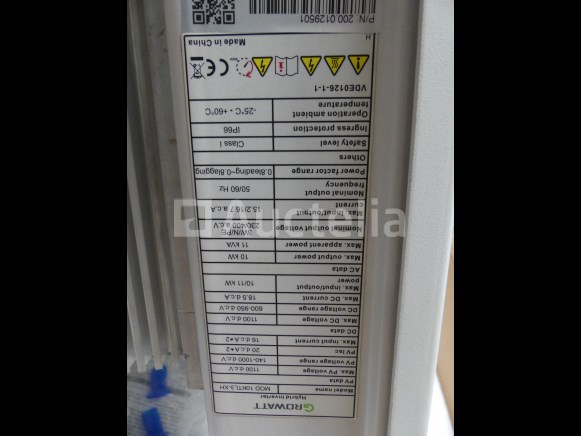 GROWATT
Hybrid Inverter
Model name MOD 10KTL3-XH
PV data
Max. PV voltage 1100 d.c.V
PV voltage range 140-1000 d.c.V
PV isc 20 d.c.A*2
Max. input current 16 d.c.A*2
DC data
DC voltage 1100 d.c.V
DC voltage range 600-950 d.c.V
Max. DC current 18.5 d.c.A
Max. input/output power 10/11 kW
AC data
Max. output power 10 kW
Max. apparent power 11 kVA
Nominal output voltage 3W/N/PE 230/400 a.c.V
Max. input/output current 15.2/16.7 a.c.A
Nominal output frequency 50/60 Hz
Power factor range 0.8leading~0.8lagging
Others
Safety level Class I
Ingress protection IP66
Operation ambient temperature -25°C - +60°C
VDE0126-1-1
CE
H
Made in China
P/N: 200.0129501
Auctelia